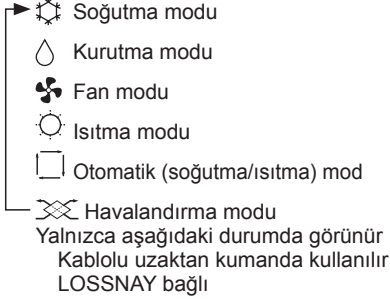 Soğutma modu
Kurutma modu
Fan modu
Isıtma modu
Otomatik (soğutma/ısıtma) mod
Havalandırma modu
Yalnızca aşağıdaki durumda görünür
Kablolu uzaktan kumanda kullanılır
LOSSNAY bağlı